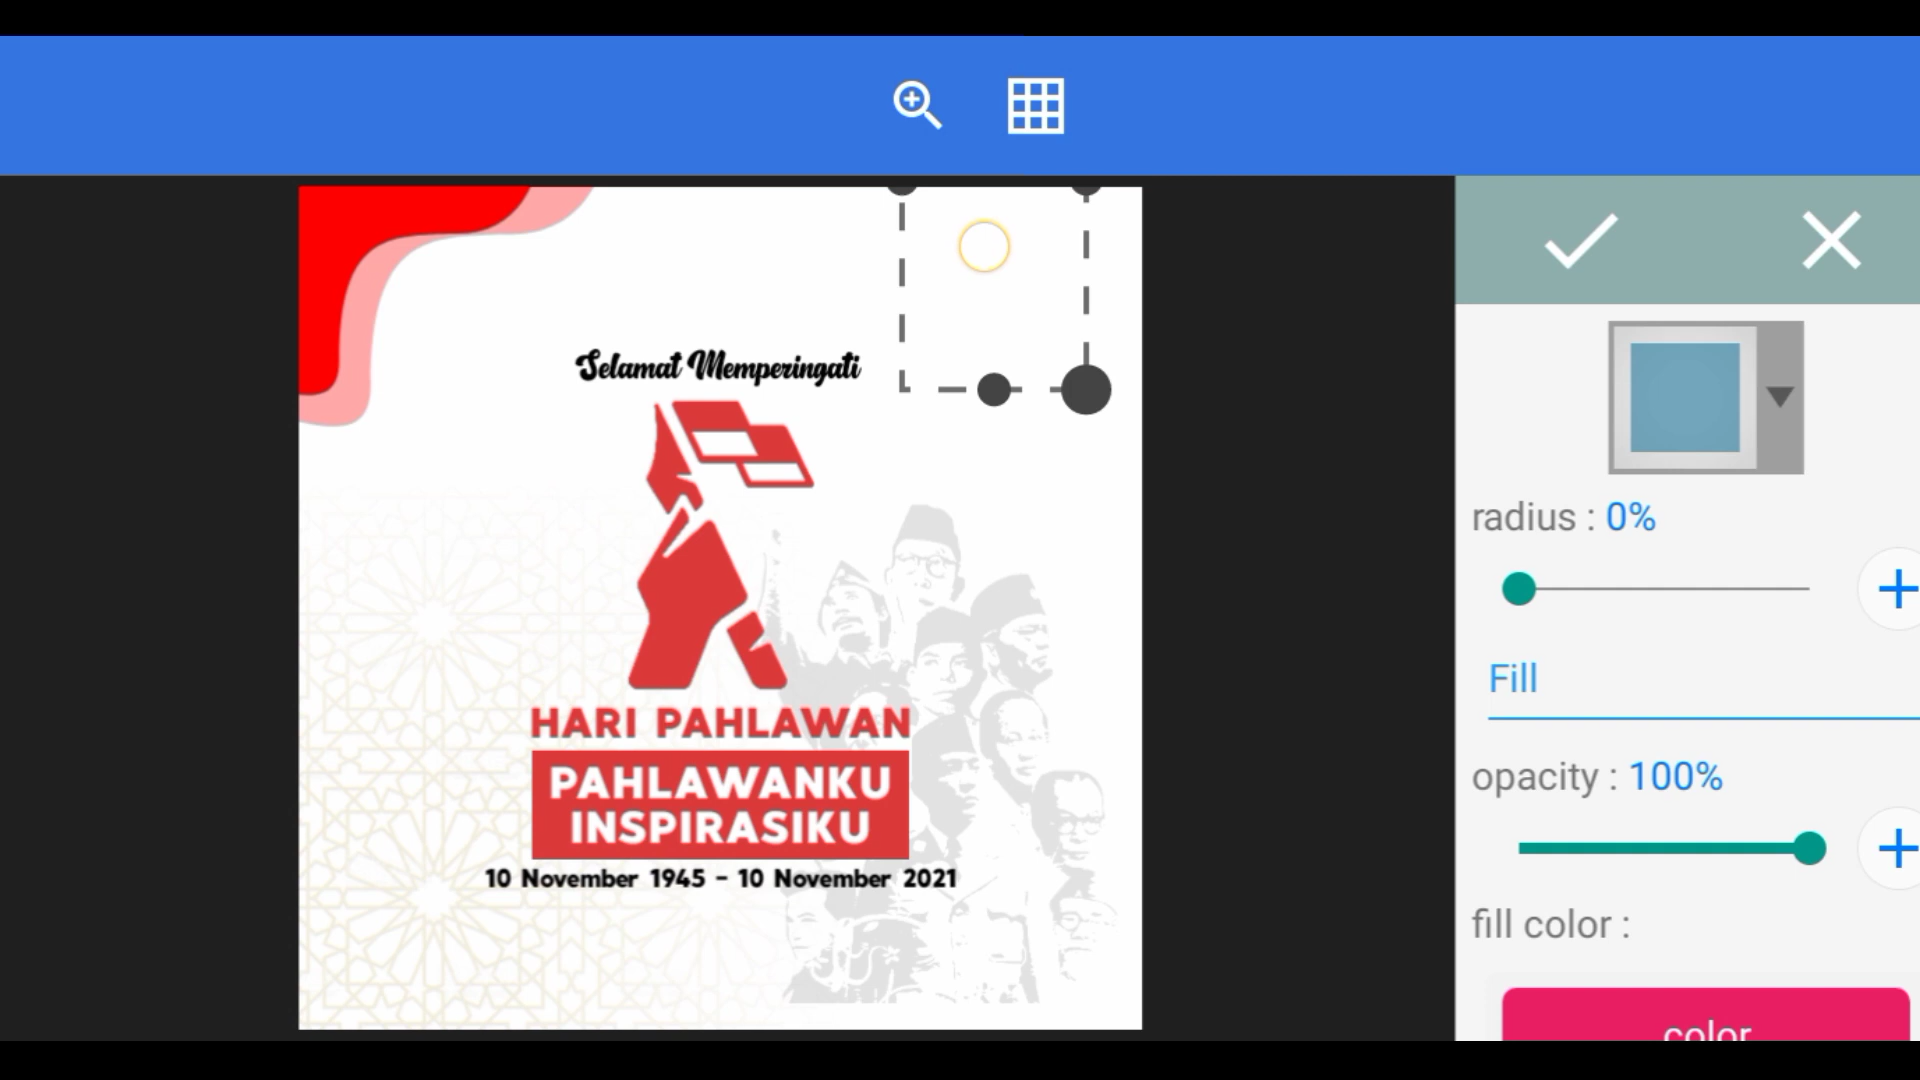 Selamat Memperingati
HARI PAHLAWAN
PAHLAWANKU
INSPIRASIKU
10 November 1945 - 10 November 2021
radius : 0%
Fill
opacity : 100%
fill color :
color